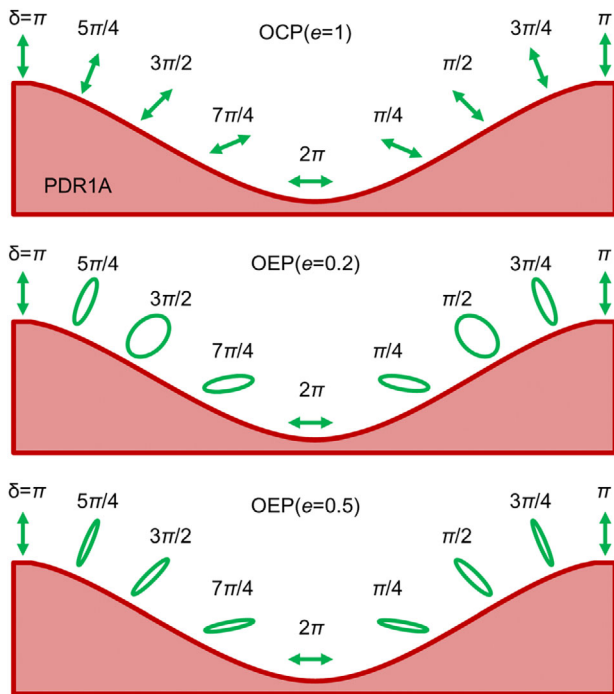 δ=π 5π/4 OCP(e=1) 3π/4 π
3π/2 π/2
7π/4 π/4
2π
PDR1A
δ=π 5π/4 OEP(e=0.2) 3π/4 π
3π/2 π/2
7π/4 π/4
2π
δ=π 5π/4 OEP(e=0.5) 3π/4 π
3π/2 π/2
7π/4 π/4
2π